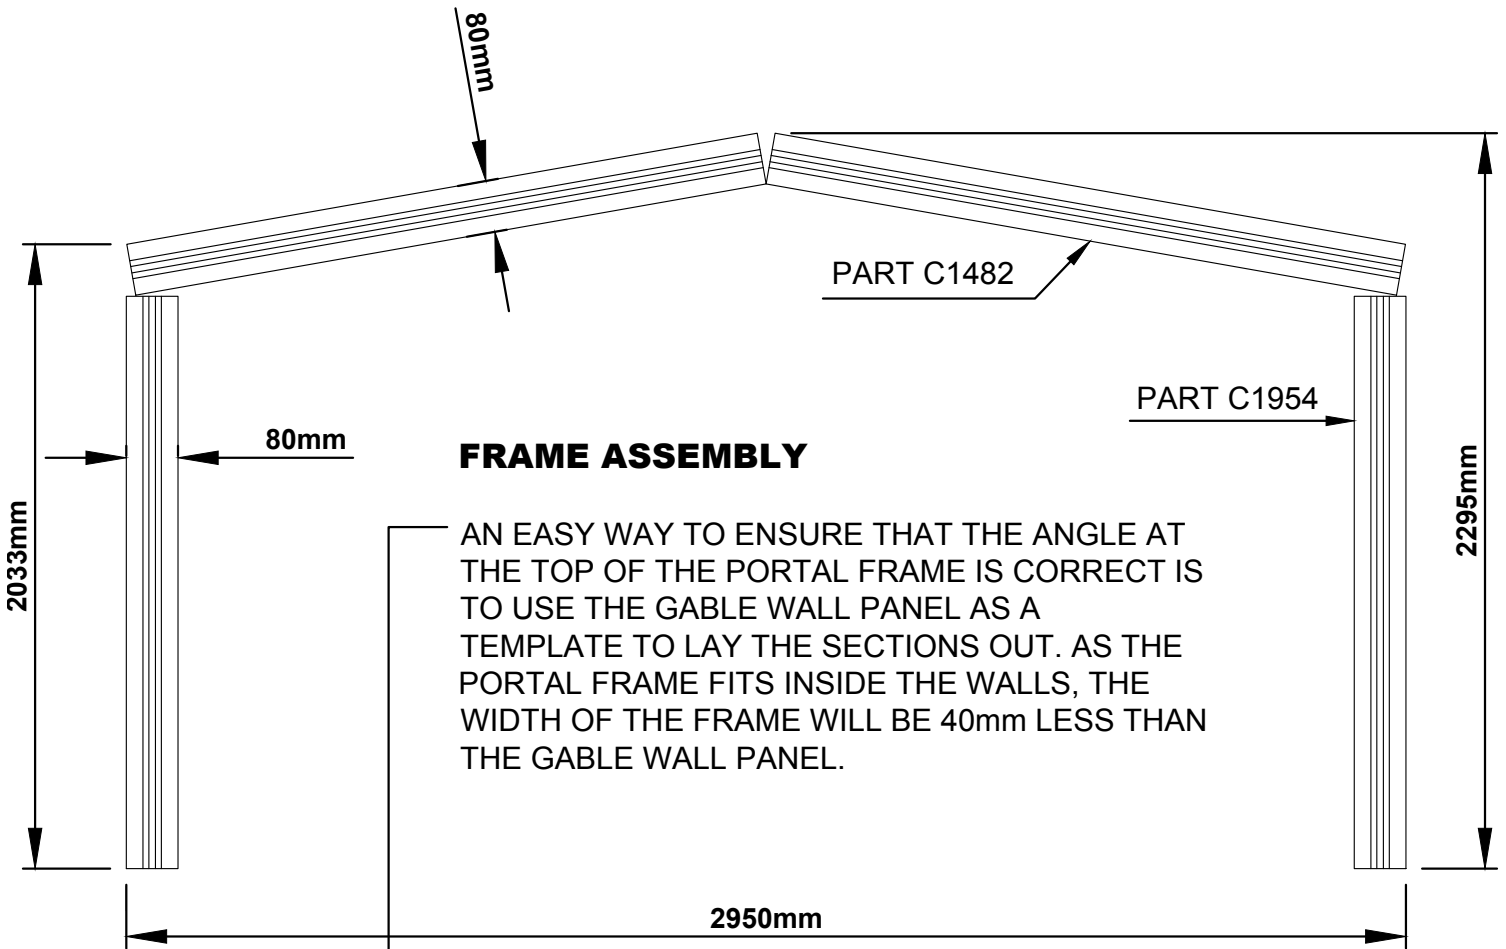 80mm
PART C1482
PART C1954
80mm
FRAME ASSEMBLY
2033mm
2295mm
AN EASY WAY TO ENSURE THAT THE ANGLE AT
THE TOP OF THE PORTAL FRAME IS CORRECT IS
TO USE THE GABLE WALL PANEL AS A
TEMPLATE TO LAY THE SECTIONS OUT. AS THE
PORTAL FRAME FITS INSIDE THE WALLS, THE
WIDTH OF THE FRAME WILL BE 40mm LESS THAN
THE GABLE WALL PANEL.
2950mm